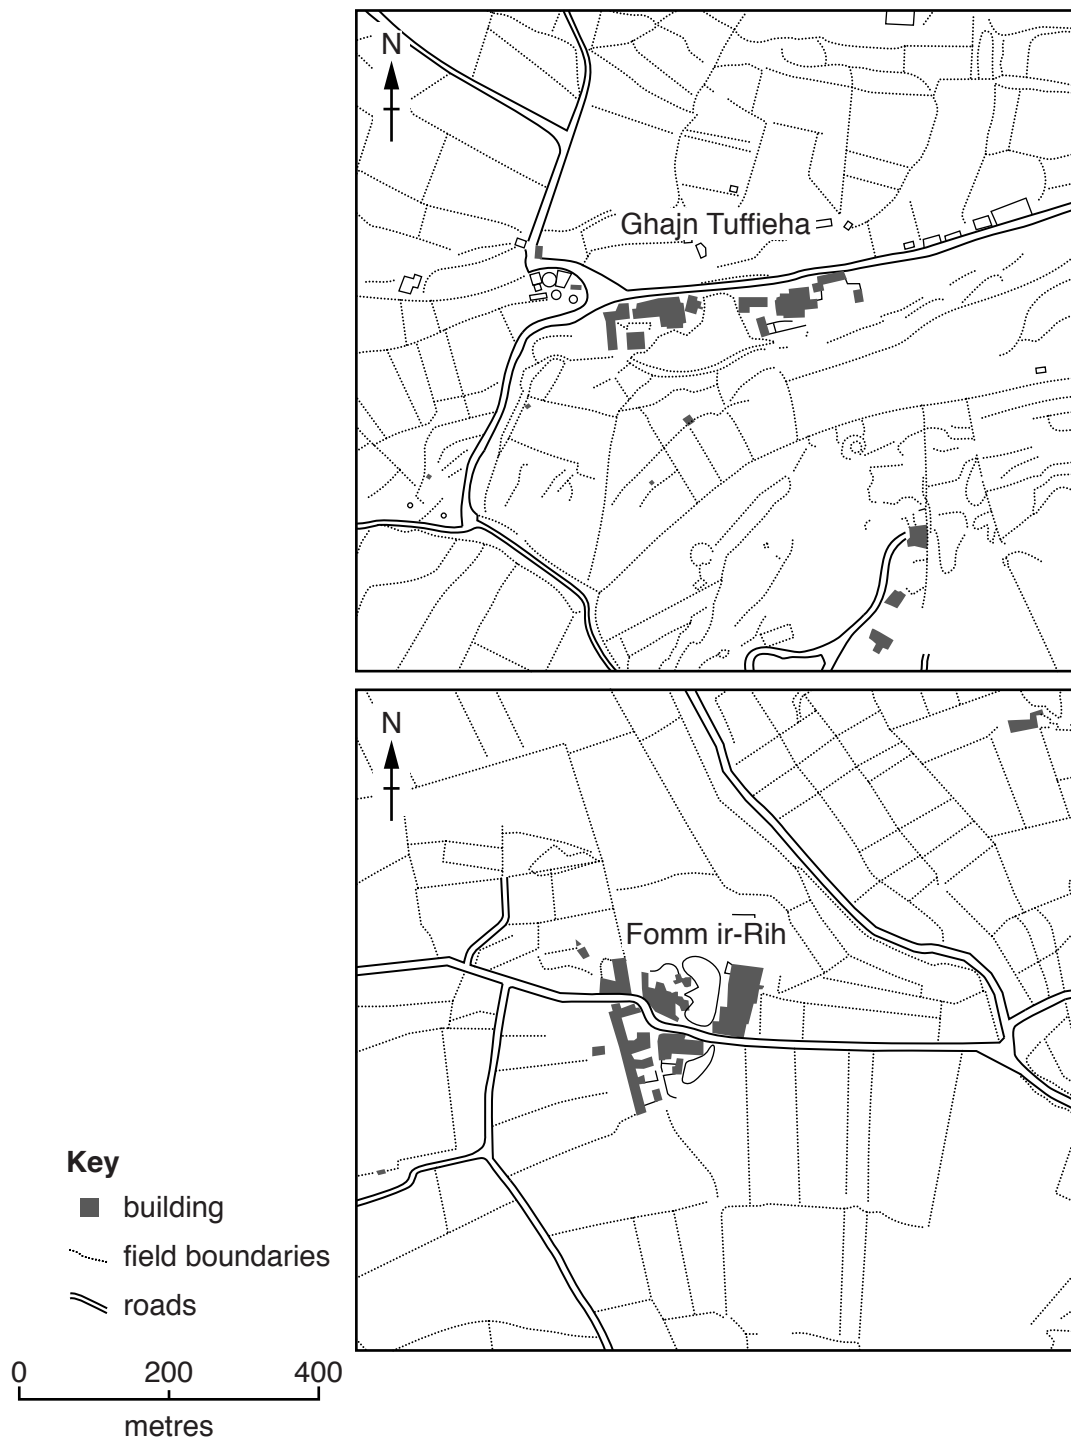 N
Ghajn Tuffieha
N
Fomm ir-Rih
Key
building
field boundaries
roads
0 200 400
metres